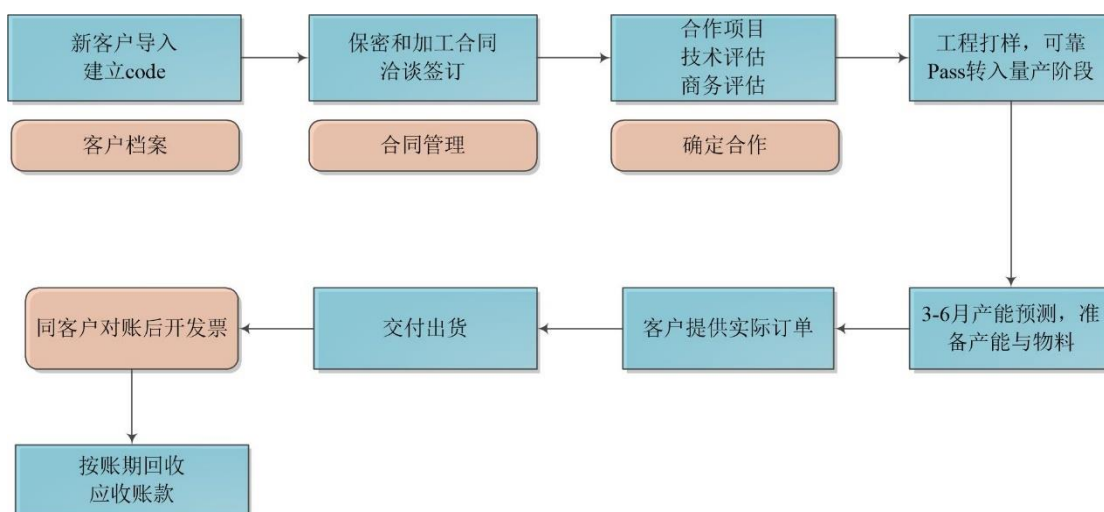 新客户导入
建立code
保密和加工合同
洽谈签订
合作项目
技术评估
商务评估
工程打样，可靠
Pass转入量产阶段
客户档案
合同管理
确定合作
同客户对账后开发票
交付出货
客户提供实际订单
3-6月产能预测，准
备产能与物料
按账期回收
应收账款